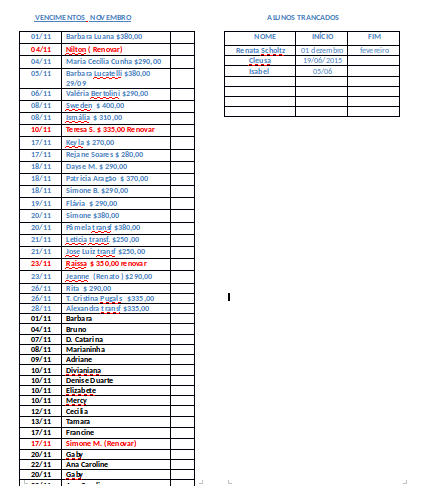 VENCIMENTOS NOVEMBRO
01/11 Barbara Luana $380,00
04/11 Nilton ( Renovar)
04/11 Maria Cecília Cunha $290,00
05/11 Barbara Lucatelli $380,00
29/09
06/11 Valéria Bertolini $290,00
08/11 Sweden $ 400,00
08/11 Ismália $ 310,00
10/11 Teresa S. $ 335,00 Renovar
17/11 Keyla $ 270,00
17/11 Rejane Soares $ 280,00
18/11 Dayse M. $ 290,00
18/11 Patricia Aragão $ 370,00
18/11 Simone B. $290,00
19/11 Flávia $ 290,00
20/11 Simone $380,00
20/11 Pâmela transf $380,00
21/11 Leticia transf. $250,00
21/11 Jose Luiz transf $250,00
23/11 Raissa $ 350,00 renovar
23/11 Jeanne (Renato ) $290,00
26/11 Rita $ 290,00
26/11 T. Cristina Pugals $335,00
28/11 Alexandra transf $335,00
01/11 Barbara
04/11 Bruno
07/11 D. Catarina
08/11 Marianinha
09/11 Adriane
10/11 Divianiana
10/11 Denise Duarte
10/11 Elizabete
10/11 Mercy
12/11 Cecilia
13/11 Tamara
17/11 Francine
17/11 Simone M. (Renovar)
20/11 Gaby
22/11 Ana Caroline
20/11 Gaby
ALUNOS TRANCADOS
NOME INÍCIO FIM
Renata Scholtz 01 dezembro fevereiro
Cleusa 19/06/2015
Isabel 05/06